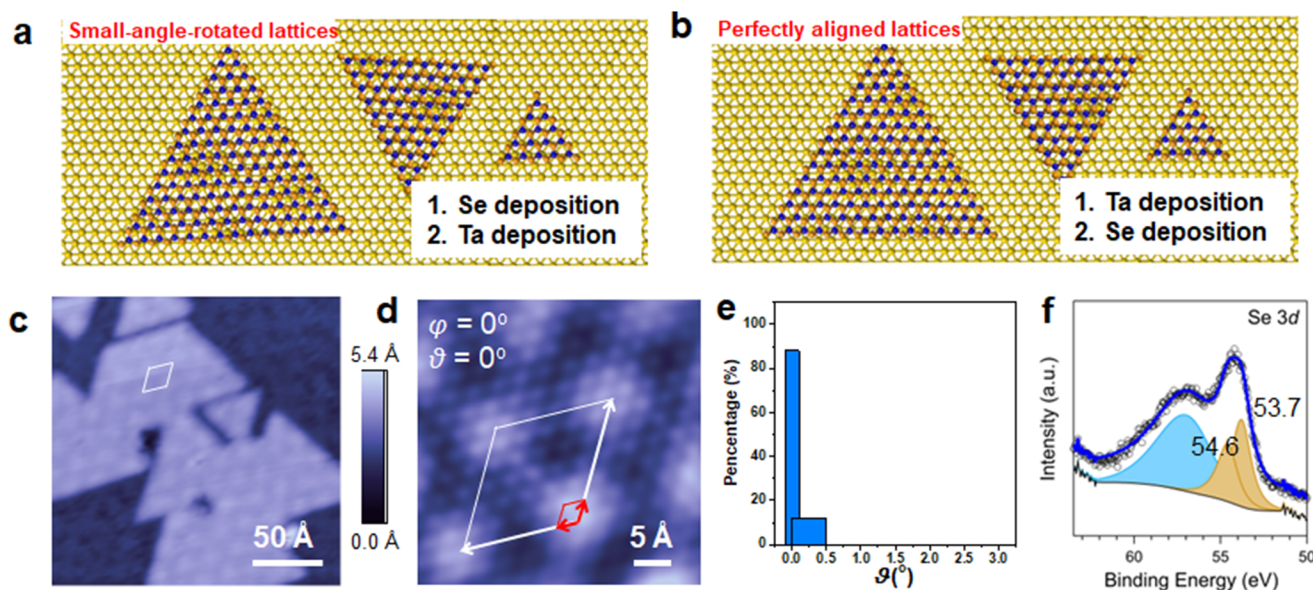 a
Small-angle-rotated lattices
1. Se deposition
2. Ta deposition
b
Perfectly aligned lattices
1. Ta deposition
2. Se deposition
c
50 Å
5.4 Å
0.0 Å
d
φ = 0°
ϑ = 0°
5 Å
e
Pencentage (%)
100
80
60
40
20
0
0.0 0.5 1.0 1.5 2.0 2.5 3.0
ϑ(°)
f
Se 3d
53.7
54.6
Intensity (a.u.)
60 55 50
Binding Energy (eV)